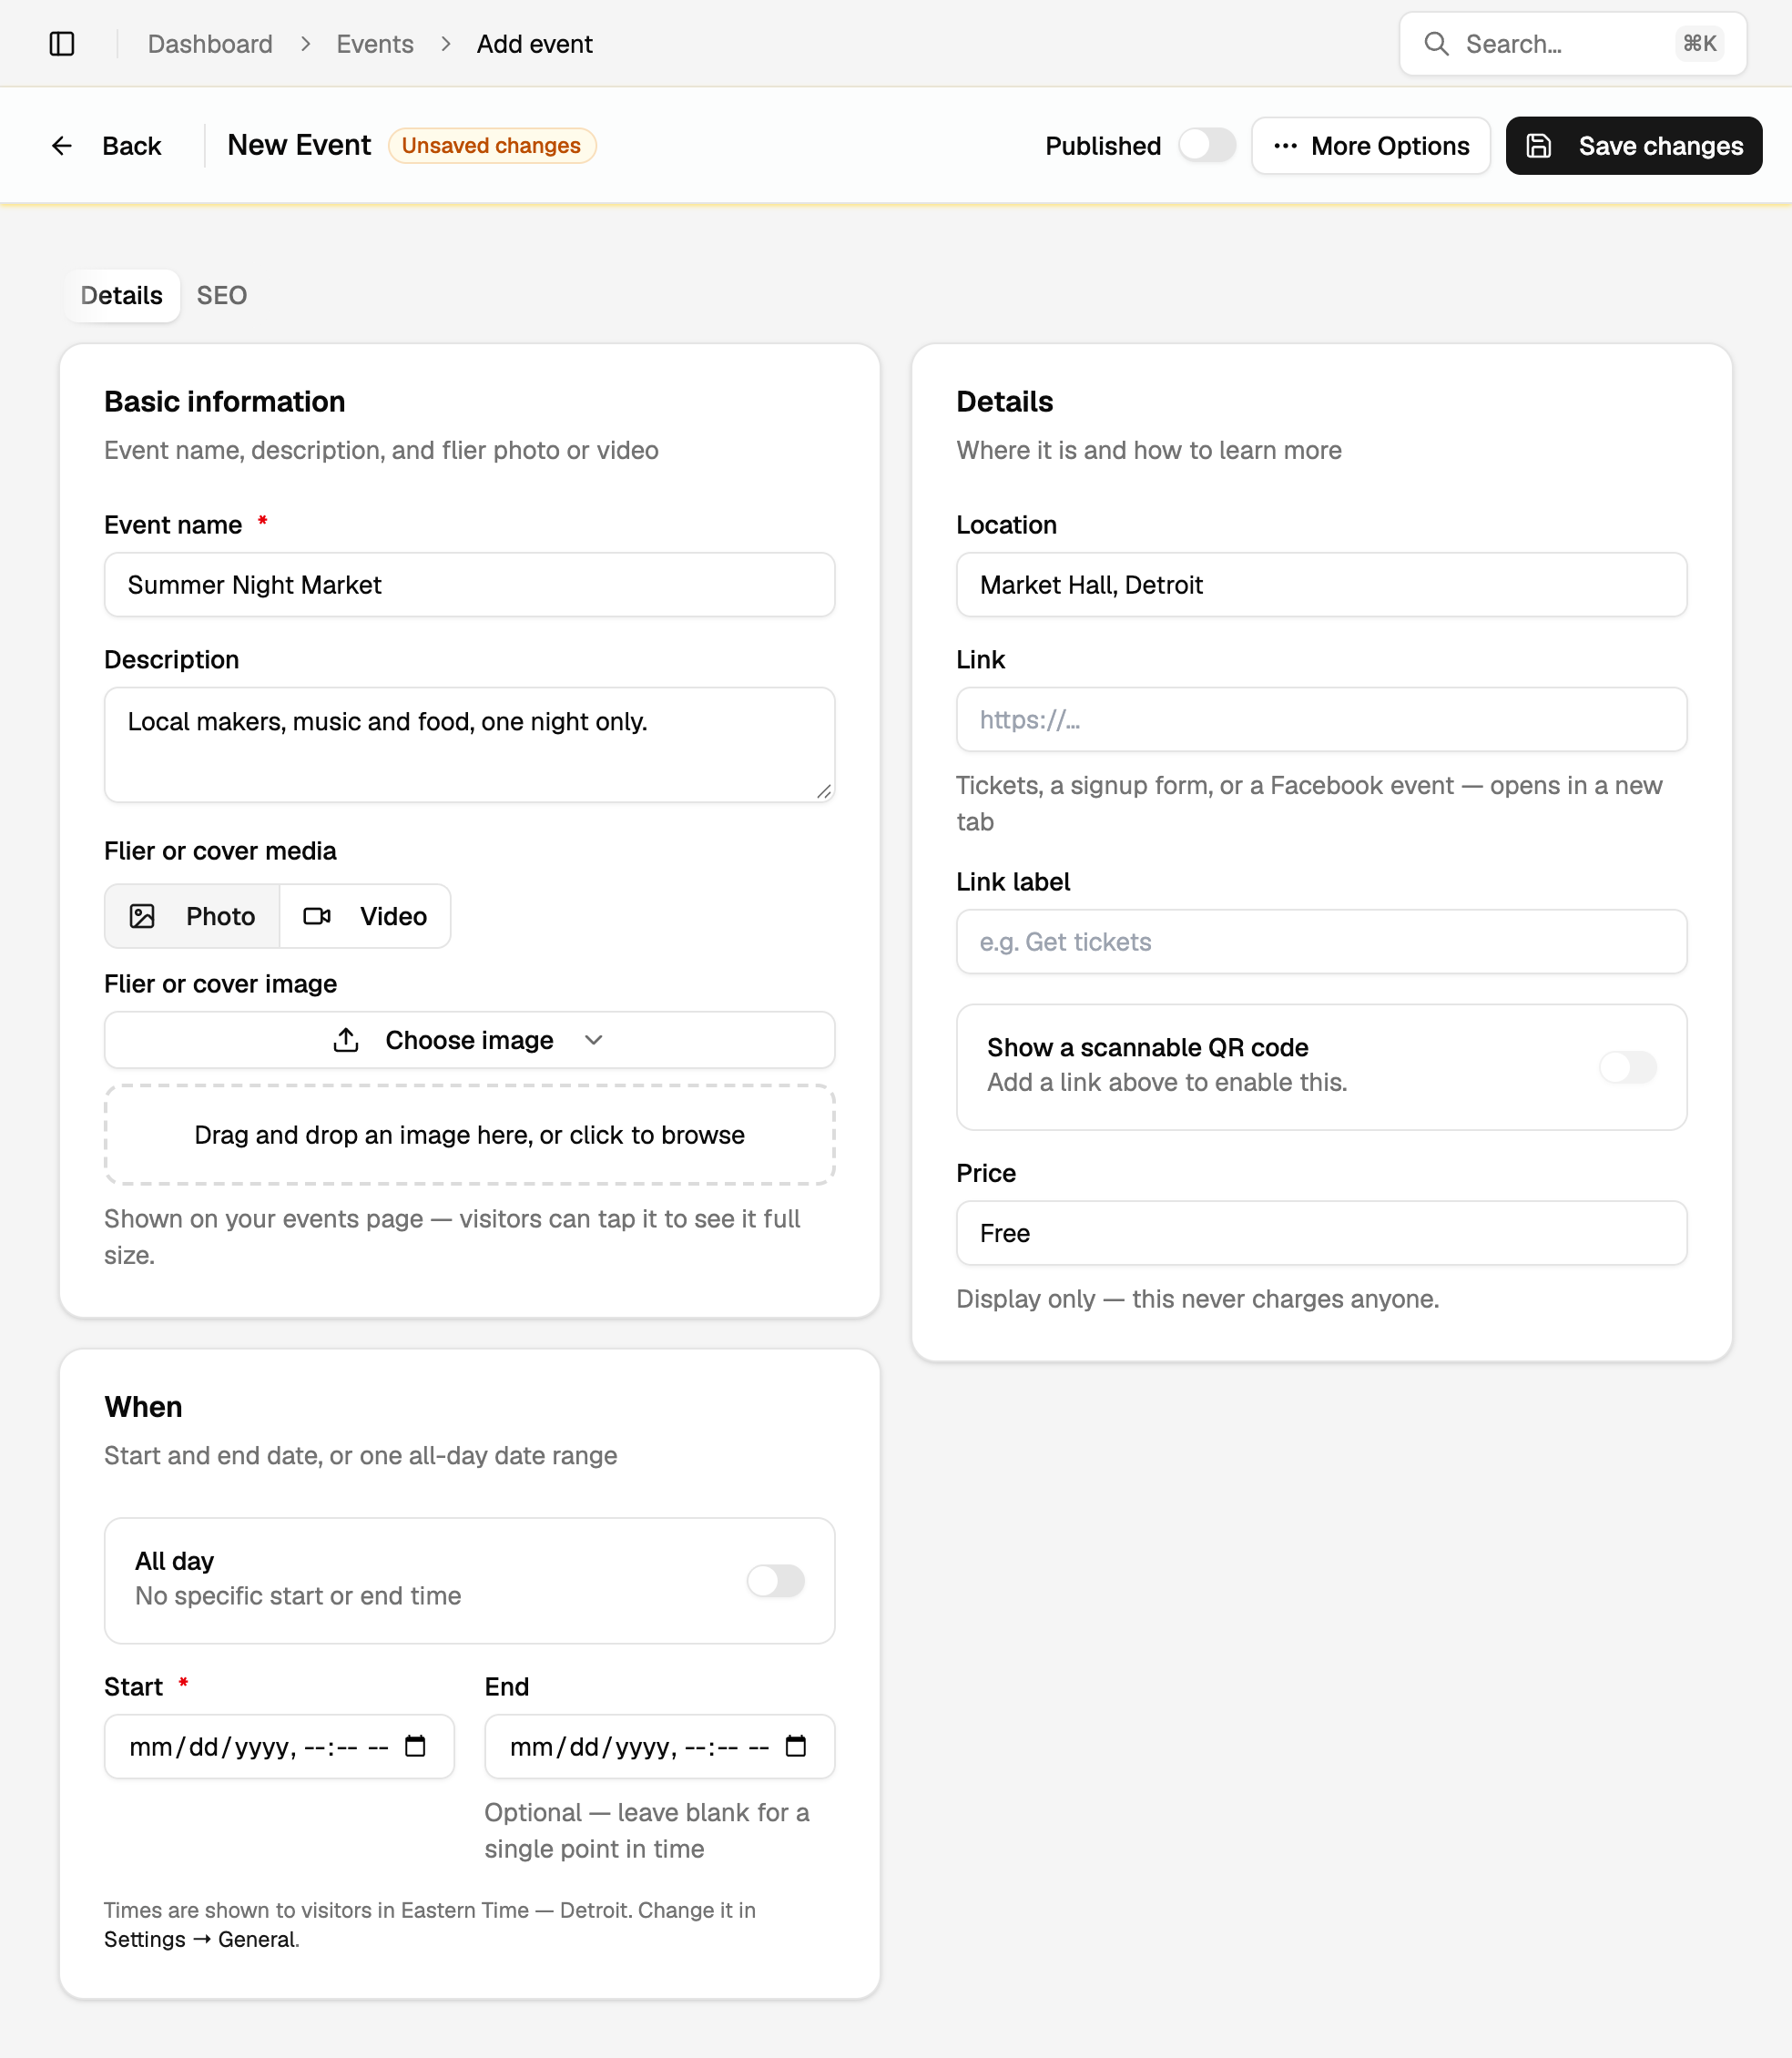 Dashboard > Events > Add event
Search... ⌘K
Back
New Event
Unsaved changes
Published
More Options
Save changes
Details
SEO
Basic information
Event name, description, and flier photo or video
Event name *
Summer Night Market
Description
Local makers, music and food, one night only.
Flier or cover media
Photo
Video
Flier or cover image
Choose image
Drag and drop an image here, or click to browse
Shown on your events page — visitors can tap it to see it full
size.
When
Start and end date, or one all-day date range
All day
No specific start or end time
Start *
mm/dd/yyyy, --:-- --
End
mm/dd/yyyy, --:-- --
Optional — leave blank for a
single point in time
Times are shown to visitors in Eastern Time — Detroit. Change it in
Settings → General.
Details
Where it is and how to learn more
Location
Market Hall, Detroit
Link
https://...
Tickets, a signup form, or a Facebook event — opens in a new
tab
Link label
e.g. Get tickets
Show a scannable QR code
Add a link above to enable this.
Price
Free
Display only — this never charges anyone.